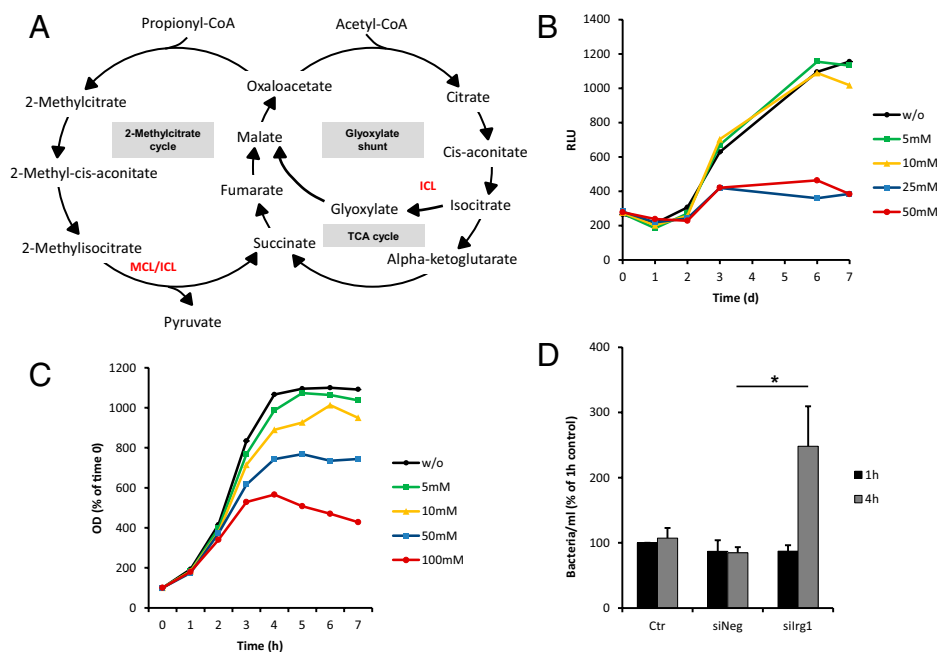 A
Propionyl-CoA
Acetyl-CoA
Oxaloacetate
2-Methylcitrate
Citrate
2-Methylcitrate
cycle
Malate
Glyoxylate
shunt
Cis-aconitate
2-Methyl-cis-aconitate
Fumarate
ICL
Glyoxylate
Isocitrate
2-Methylisocitrate
Succinate
TCA cycle
Alpha-ketoglutarate
MCL/ICL
Pyruvate
B
1400
1200
1000
800
600
400
200
0
RLU
0 1 2 3 4 5 6 7
Time (d)
w/o
5mM
10mM
25mM
50mM
C
1200
1000
800
600
400
200
0
OD (% of time 0)
0 1 2 3 4 5 6 7
Time (h)
w/o
5mM
10mM
50mM
100mM
D
400
300
200
100
0
Bacteria/ml (% of 1h control)
*
Ctr siNeg siIrg1
1h
4h